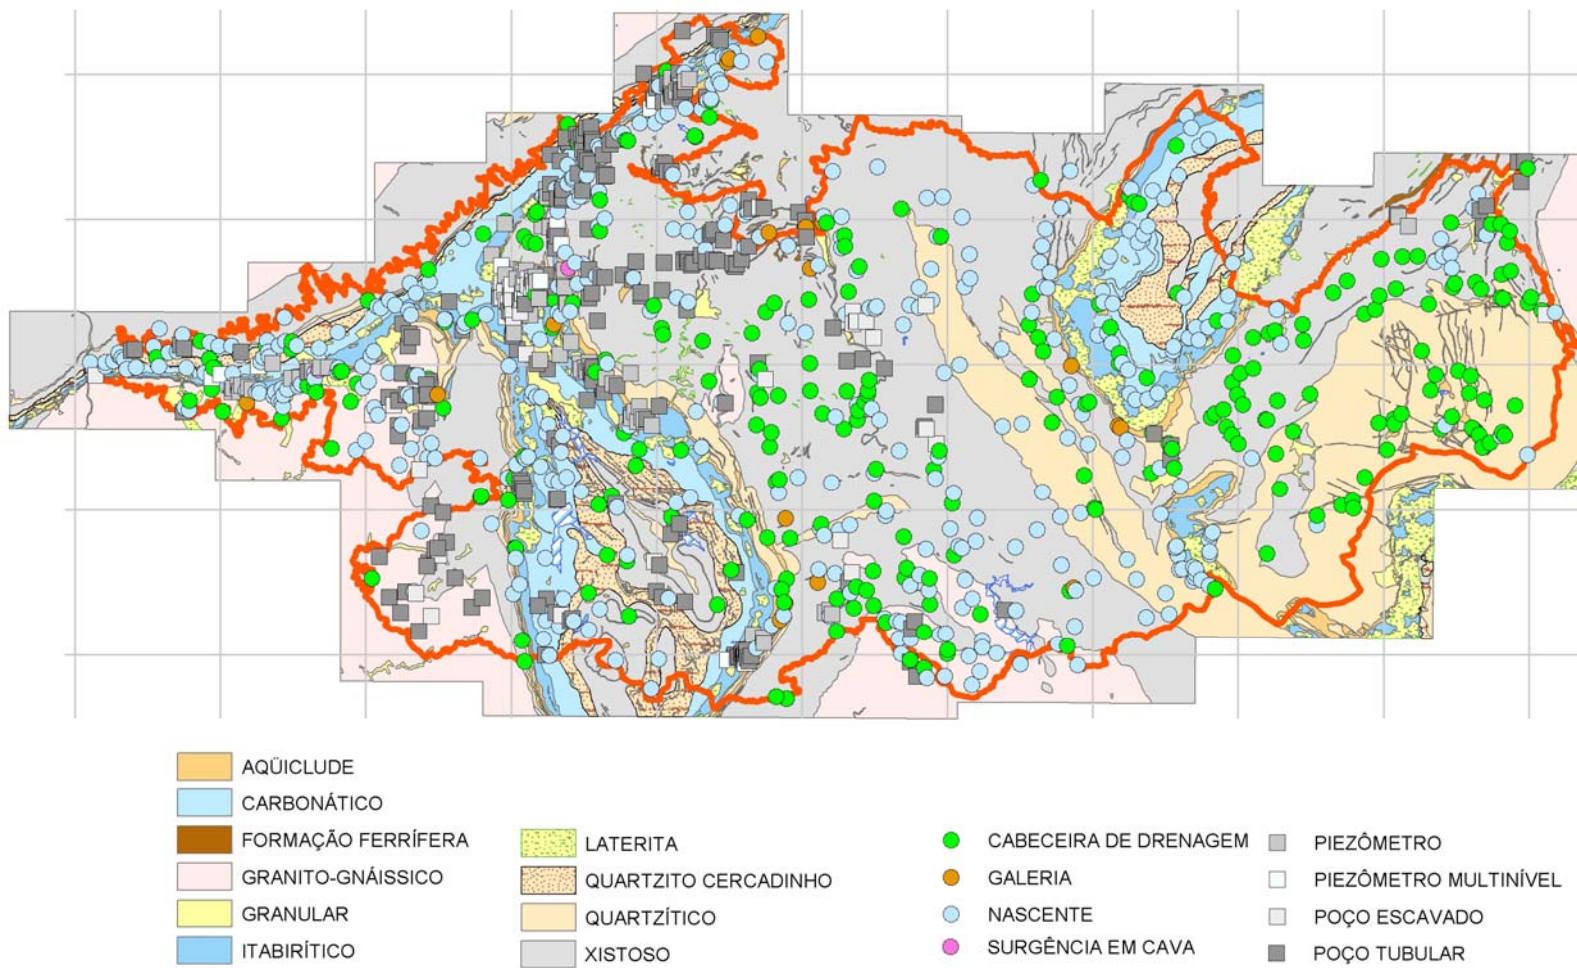 AQÜICLUDE
CARBONÁTICO
FORMAÇÃO FERRÍFERA
GRANITO-GNÁISSICO
GRANULAR
ITABIRÍTICO
LATERITA
QUARTZITO CERCADINHO
QUARTZÍTICO
XISTOSO
CABECEIRA DE DRENAGEM
GALERIA
NASCENTE
SURGÊNCIA EM CAVA
PIEZÔMETRO
PIEZÔMETRO MULTINÍVEL
POÇO ESCAVADO
POÇO TUBULAR